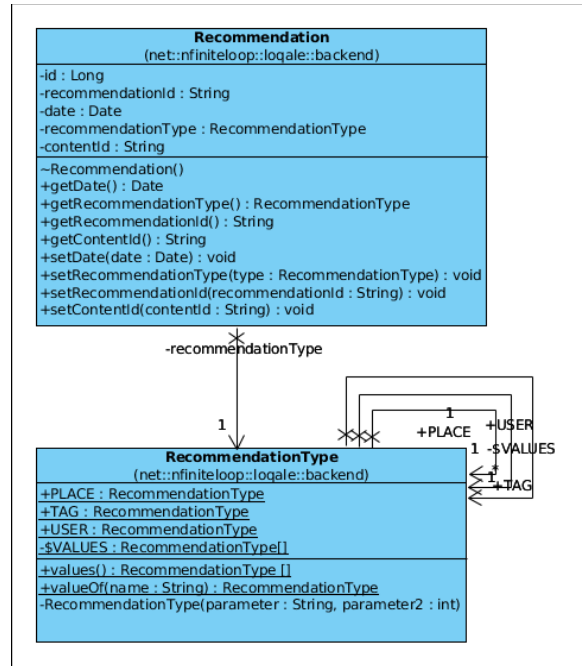 Recommendation
(net::nfiniteloop::loqale::backend)
-id : Long
-recommendationId : String
-date : Date
-recommendationType : RecommendationType
-contentId : String
~Recommendation()
+getDate() : Date
+getRecommendationType() : RecommendationType
+getRecommendationId() : String
+getContentId() : String
+setDate(date : Date) : void
+setRecommendationType(type : RecommendationType) : void
+setRecommendationId(recommendationId : String) : void
+setContentId(contentId : String) : void
-recommendationType
1
1
+USER
+PLACE
1
-$VALUES
*
1
+TAG
RecommendationType
(net::nfiniteloop::loqale::backend)
+PLACE : RecommendationType
+TAG : RecommendationType
+USER : RecommendationType
-$VALUES : RecommendationType[]
+values() : RecommendationType []
+valueOf(name : String) : RecommendationType
-RecommendationType(parameter : String, parameter2 : int)